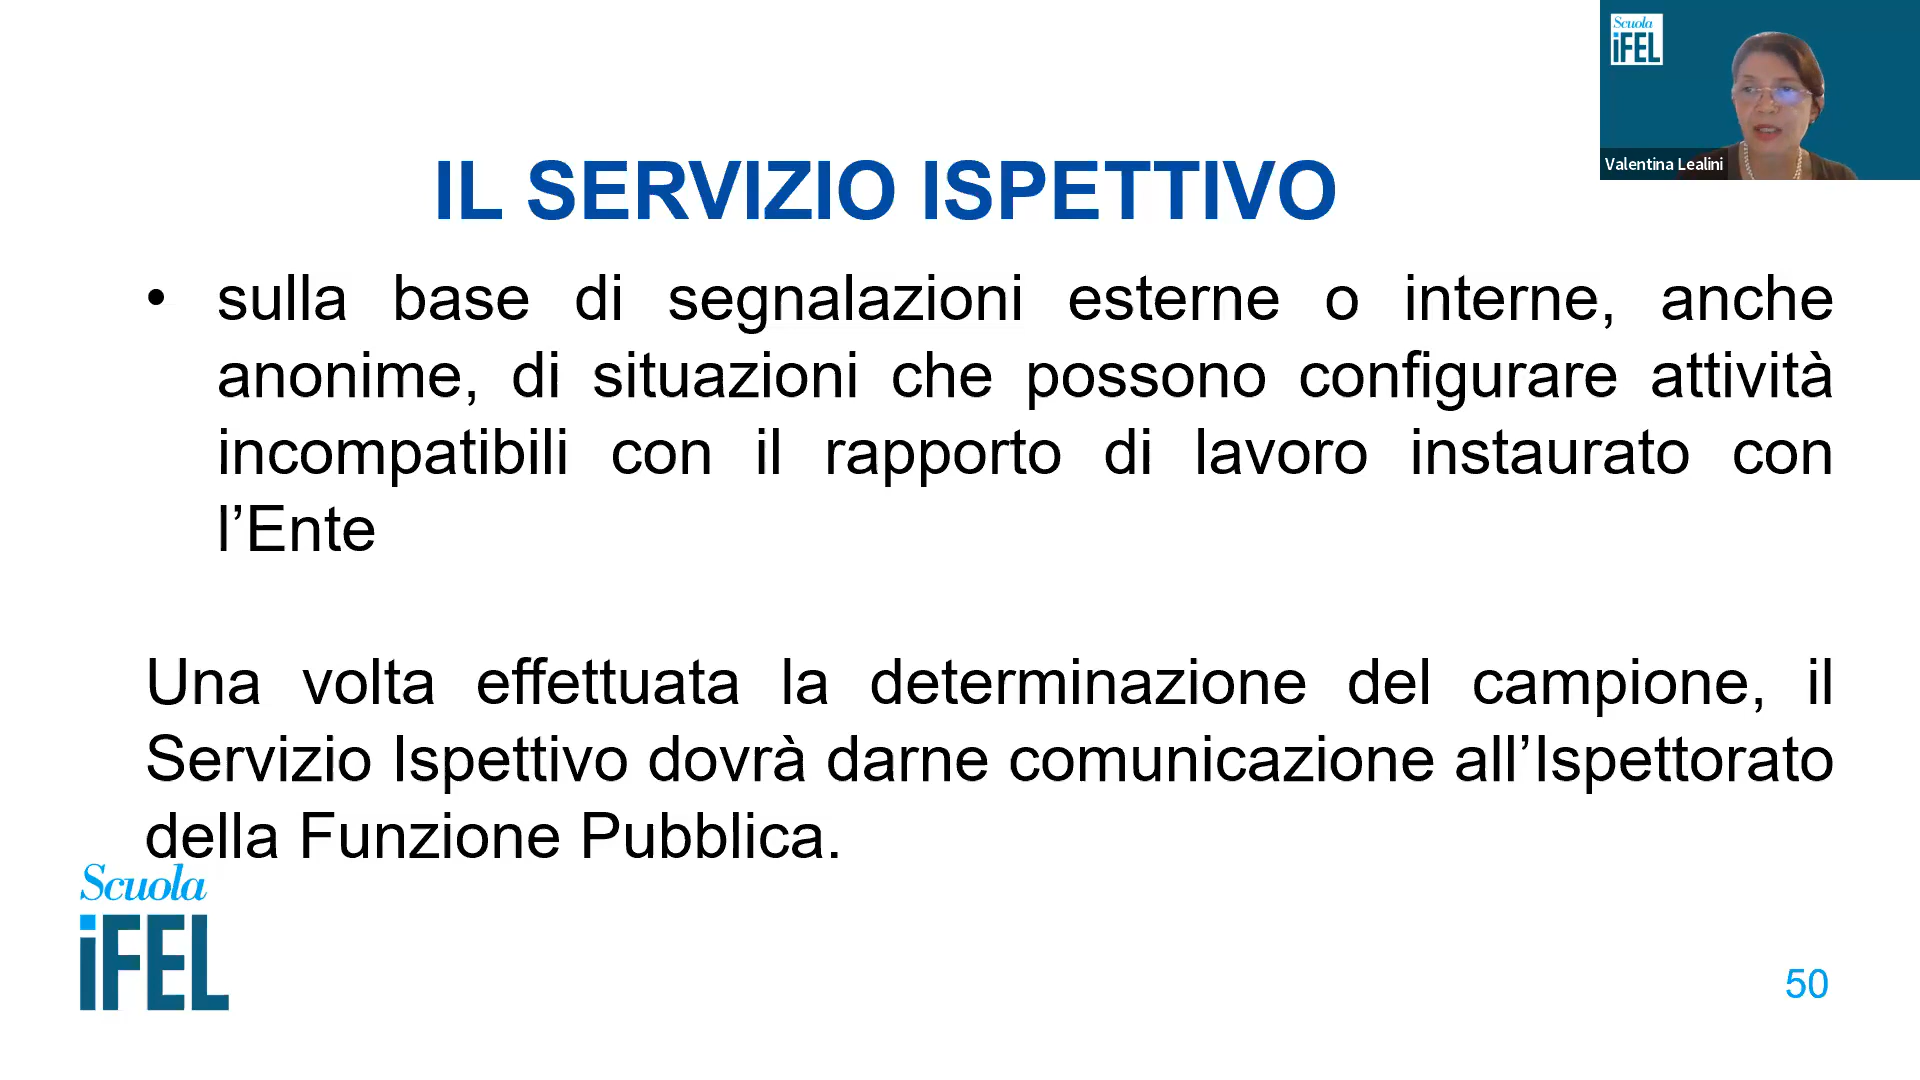 Scuola
iFEL
Valentina Lealini
IL SERVIZIO ISPETTIVO
• sulla base di segnalazioni esterne o interne, anche
anonime, di situazioni che possono configurare attività
incompatibili con il rapporto di lavoro instaurato con
l’Ente
Una volta effettuata la determinazione del campione, il
Servizio Ispettivo dovrà darne comunicazione all’Ispettorato
della Funzione Pubblica.
Scuola
iFEL
50